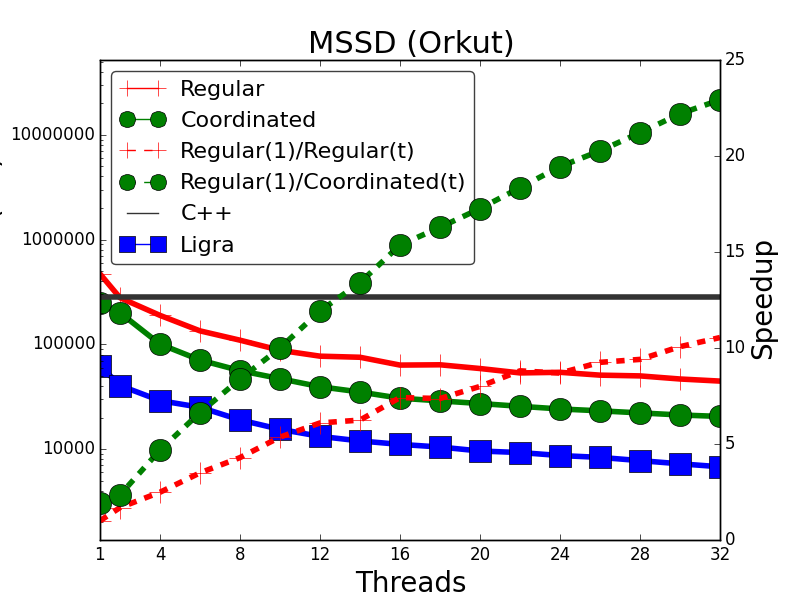 MSSD (Orkut)
Regular
Coordinated
Regular(1)/Regular(t)
Regular(1)/Coordinated(t)
C++
Ligra
10000000
1000000
100000
10000
25
20
15
10
5
0
Speedup
1 4 8 12 16 20 24 28 32
Threads